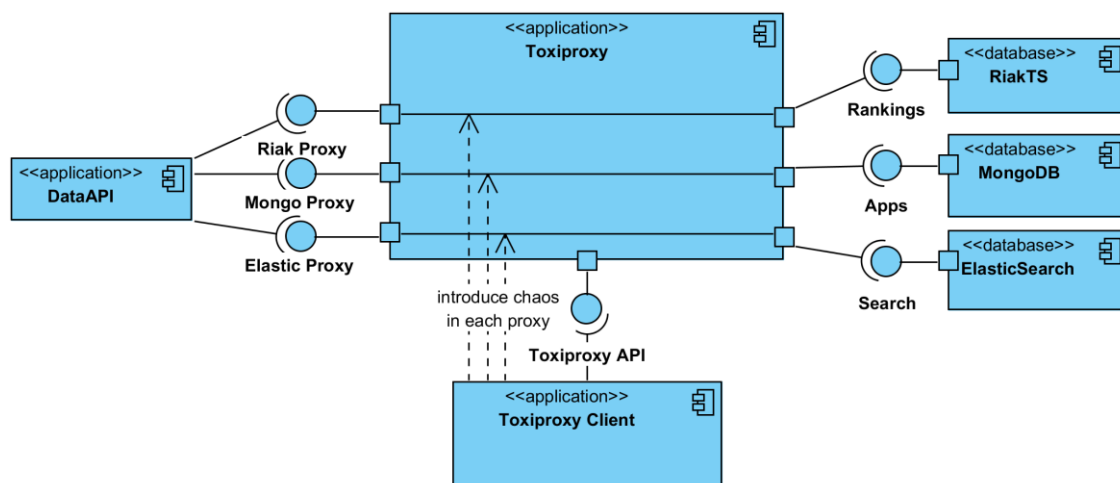 <<application>>
Toxiproxy
<<database>>
RiakTS
Rankings
Riak Proxy
<<application>>
DataAPI
Mongo Proxy
<<database>>
MongoDB
Apps
Elastic Proxy
<<database>>
ElasticSearch
Search
introduce chaos
in each proxy
Toxiproxy API
<<application>>
Toxiproxy Client